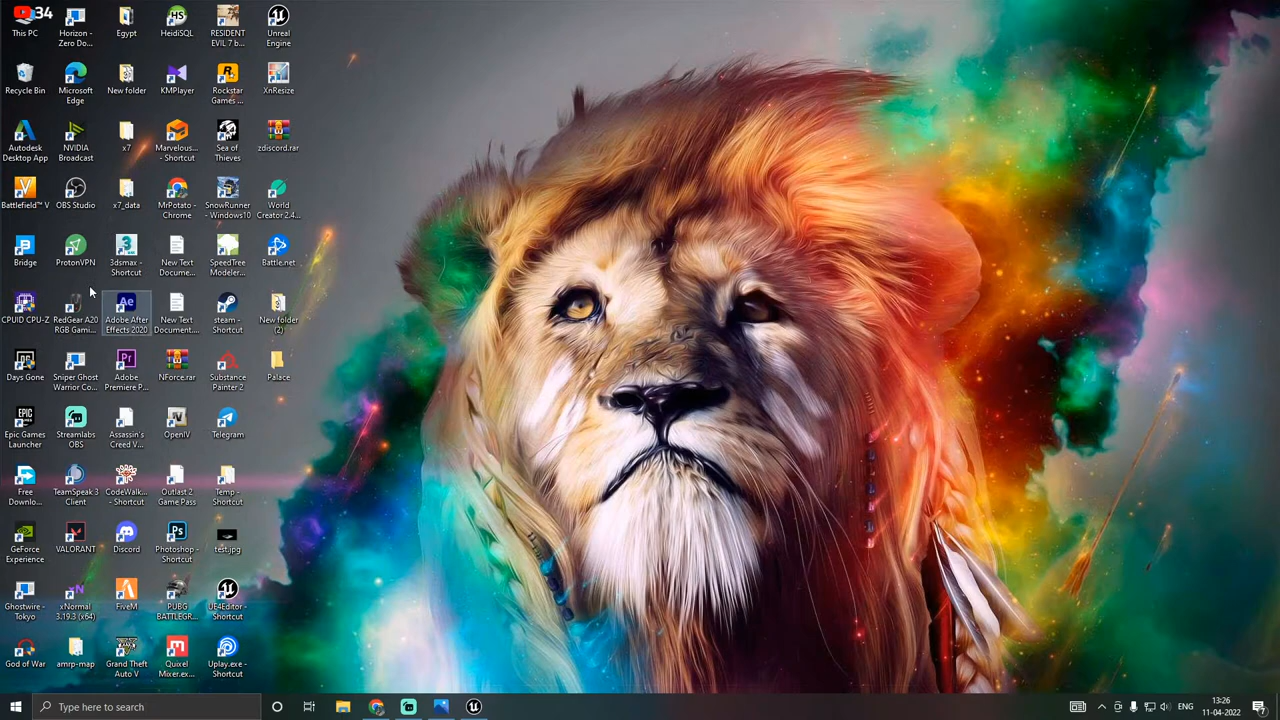 34
This PC
Horizon -
Zero Do...
Egypt
HeidiSQL
RESIDENT
EVIL 7 b...
Unreal
Engine
Recycle Bin
Microsoft
Edge
New folder
KMPlayer
Rockstar
Games ...
XnResize
Autodesk
Desktop App
NVIDIA
Broadcast
x7
Marvelous...
- Shortcut
Sea of
Thieves
zdiscord.rar
Battlefield™ V
OBS Studio
x7_data
MrPotato -
Chrome
SnowRunner
- Windows10
World
Creator 2.4...
Bridge
ProtonVPN
3dsmax -
Shortcut
New Text
Docume...
SpeedTree
Modeler...
Battle.net
CPUID CPU-Z
RedGear A20
RGB Gami...
Adobe After
Effects 2020
New Text
Document....
steam -
Shortcut
New folder
(2)
Days Gone
Sniper Ghost
Warrior Co...
Adobe
Premiere P...
NForce.rar
Substance
Painter 2
Palace
Epic Games
Launcher
Streamlabs
OBS
Assassin's
Creed V...
OpenIV
Telegram
Free
Downlo...
TeamSpeak 3
Client
CodeWalk...
- Shortcut
Outlast 2
Game Pass
Temp -
Shortcut
GeForce
Experience
VALORANT
Discord
Photoshop -
Shortcut
test.jpg
Ghostwire -
Tokyo
xNormal
3.19.3 (x64)
FiveM
PUBG
BATTLEGR...
UE4Editor -
Shortcut
God of War
amrp-map
Grand Theft
Auto V
Quixel
Mixer.ex...
Uplay.exe -
Shortcut
Type here to search
ENG
13:26
11-04-2022
7